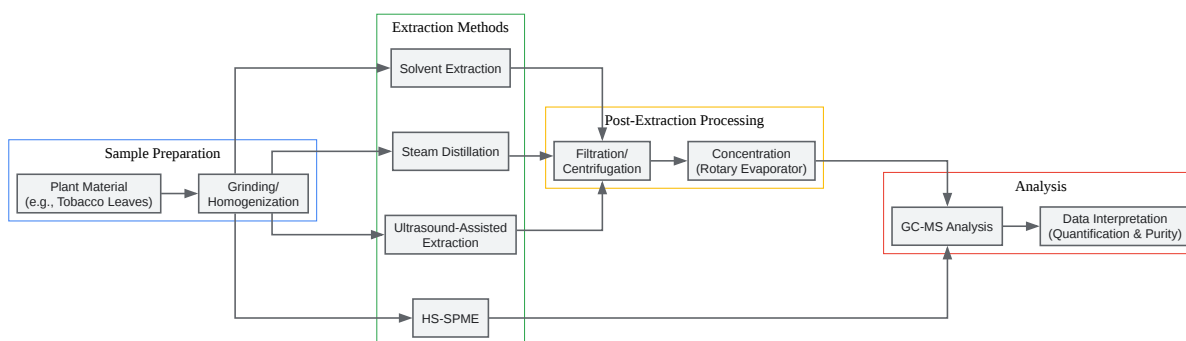 Extraction Methods
Solvent Extraction
Post-Extraction Processing
Sample Preparation
Steam Distillation
Filtration/
Centrifugation
Concentration
(Rotary Evaporator)
Plant Material
(e.g., Tobacco Leaves)
Grinding/
Homogenization
Analysis
Ultrasound-Assisted
Extraction
GC-MS Analysis
Data Interpretation
(Quantification & Purity)
HS-SPME